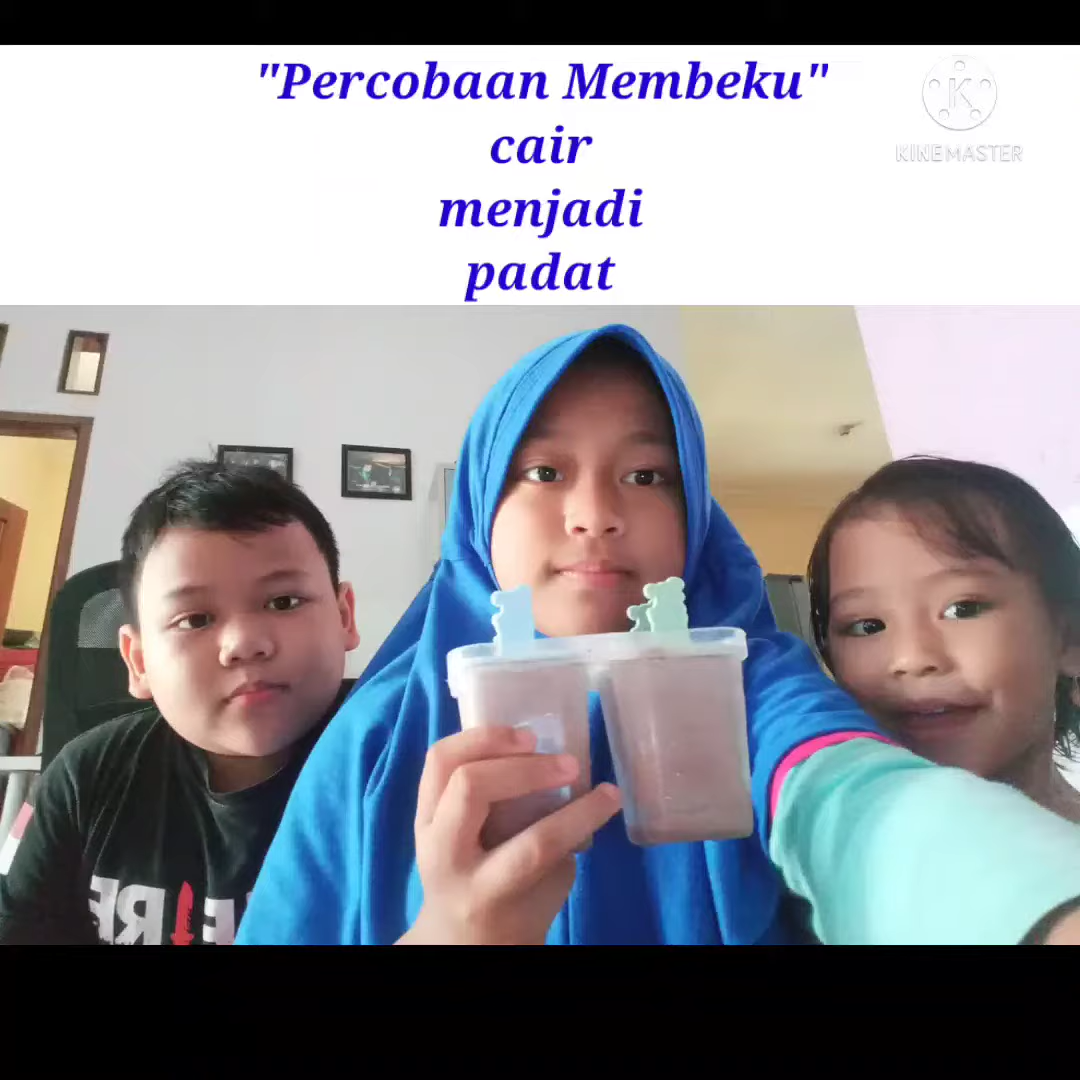 "Percobaan Membeku"
cair
menjadi
padat
K
KINEMASTER